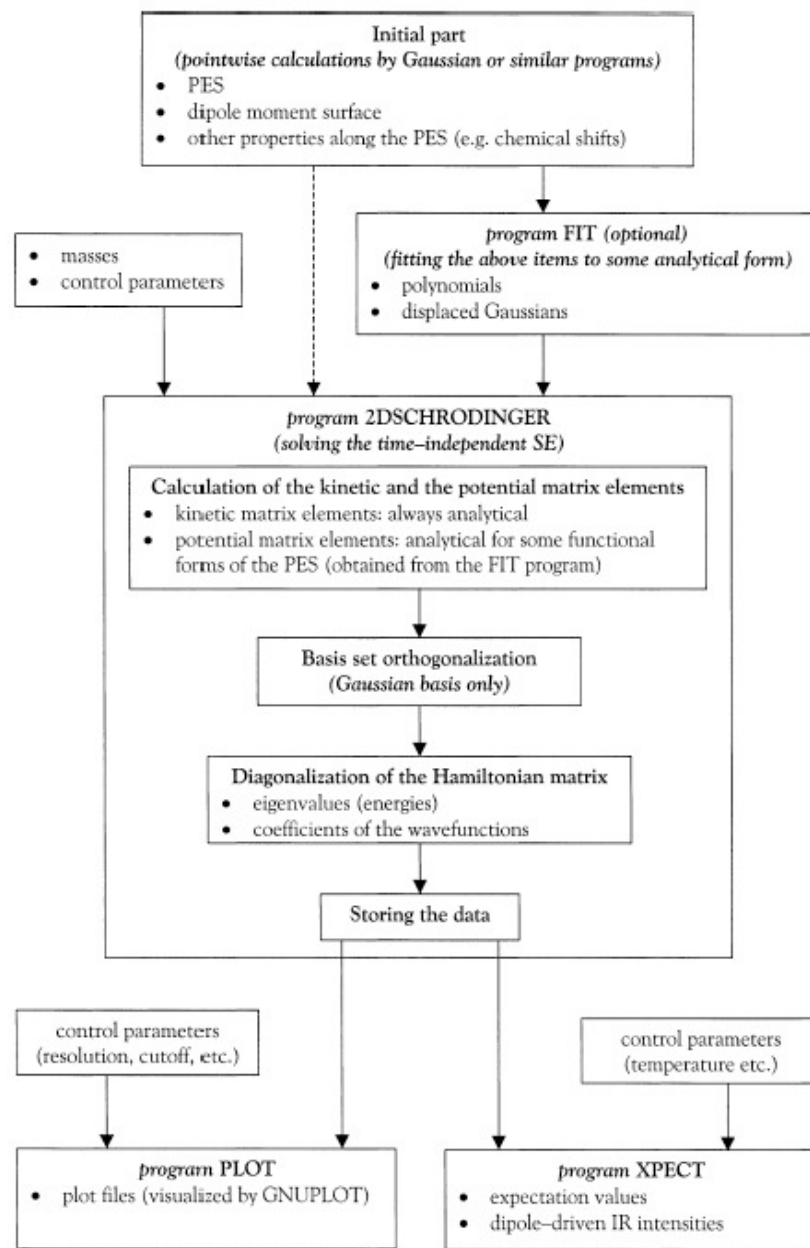 Initial part
(pointwise calculations by Gaussian or similar programs)
• PES
• dipole moment surface
• other properties along the PES (e.g. chemical shifts)
program FIT (optional)
(fitting the above items to some analytical form)
• polynomials
• displaced Gaussians
• masses
• control parameters
program 2DSCHRODINGER
(solving the time–independent SE)
Calculation of the kinetic and the potential matrix elements
• kinetic matrix elements: always analytical
• potential matrix elements: analytical for some functional
forms of the PES (obtained from the FIT program)
Basis set orthogonalization
(Gaussian basis only)
Diagonalization of the Hamiltonian matrix
• eigenvalues (energies)
• coefficients of the wavefunctions
Storing the data
control parameters
(resolution, cutoff, etc.)
control parameters
(temperature etc.)
program PLOT
• plot files (visualized by GNUPLOT)
program XPECT
• expectation values
• dipole–driven IR intensities